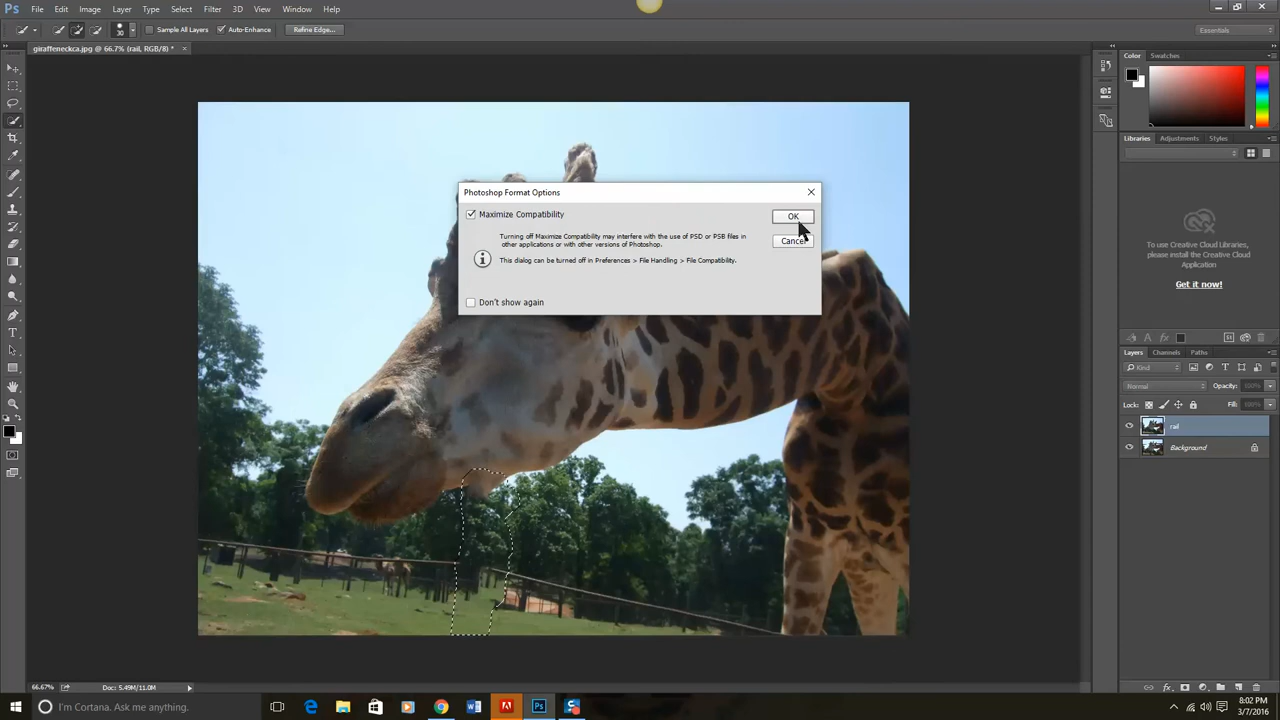 Ps File Edit Image Layer Type Select Filter 3D View Window Help
30 Sample All Layers Auto-Enhance Refine Edge... Essentials
giraffeneckca.jpg @ 66.7% (rail, RGB/8) * ×
Color Swatches
Libraries Adjustments Styles
Photoshop Format Options
Maximize Compatibility
OK
Turning off Maximize Compatibility may interfere with the use of PSD or PSB files in
other applications or with other versions of Photoshop.
Cancel
This dialog can be turned off in Preferences > File Handling > File Compatibility.
Don't show again
To use Creative Cloud Libraries,
please install the Creative Cloud
Application
Get it now!
Layers Channels Paths
Kind
Normal Opacity: 100%
Lock: Fill: 100%
rail
Background
66.67% Doc: 5.49M/11.0M
I'm Cortana. Ask me anything.
8:02 PM
3/7/2016